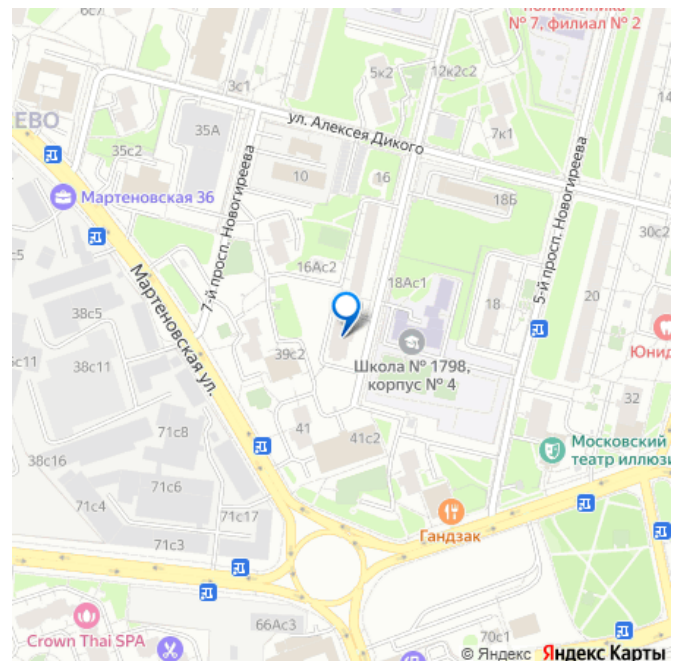 6с7
поликлиника
№ 7, филиал № 2
3с1
5к2
12к2с2
ЕВО
35А
ул. Алексея Дикого
7к1
14
35с2
10
16
18Б
Мартеновская 36
7-й просп. Новогиреева
5-й просп. Новогиреева
30с2
с5
16Ас2
18Ас1
38с5
Мартеновская ул.
18
20
с11
38с11
39с2
Школа № 1798,
корпус № 4
Юнид
32
71с8
41
41с2
Московский
театр иллюзи
38с16
71с6
71с4
71с17
Гандзак
71с3
66Ас3
70с1
Crown Thai SPA
© Яндекс Яндекс Карты